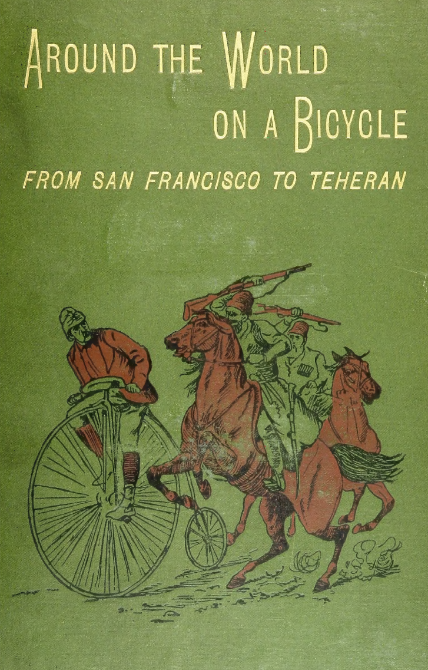 AROUND THE WORLD
ON A BICYCLE
FROM SAN FRANCISCO TO TEHERAN